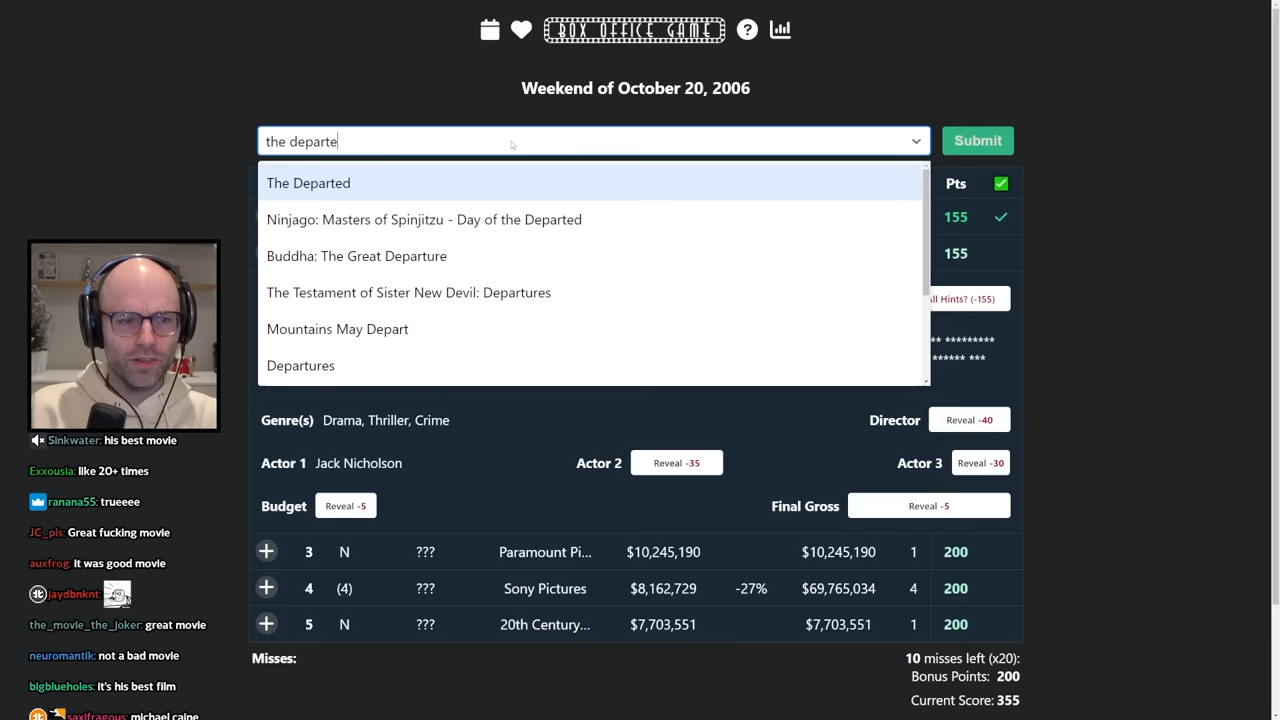 BOX OFFICE GAME
Weekend of October 20, 2006
the departe
Submit
The Departed
Ninjago: Masters of Spinjitzu - Day of the Departed
Buddha: The Great Departure
The Testament of Sister New Devil: Departures
Mountains May Depart
Departures
Pts
155
155
All Hints? (-155)
** *********
****** ***
Genre(s) Drama, Thriller, Crime Director Reveal -40
Actor 1 Jack Nicholson Actor 2 Reveal -35 Actor 3 Reveal -30
Budget Reveal -5 Final Gross Reveal -5
3 N ??? Paramount Pi... $10,245,190 $10,245,190 1 200
4 (4) ??? Sony Pictures $8,162,729 -27% $69,765,034 4 200
5 N ??? 20th Century... $7,703,551 $7,703,551 1 200
Misses: 10 misses left (x20):
Bonus Points: 200
Current Score: 355
Sinkwater: his best movie
Exxousia: like 20+ times
ranana55: trueeee
JC_pls: Great fucking movie
auxfrog: It was good movie
jaydbnknt:
the_movie_the_joker: great movie
neuromantik: not a bad movie
bigblueholes: it's his best film
saxifragous: michael caine